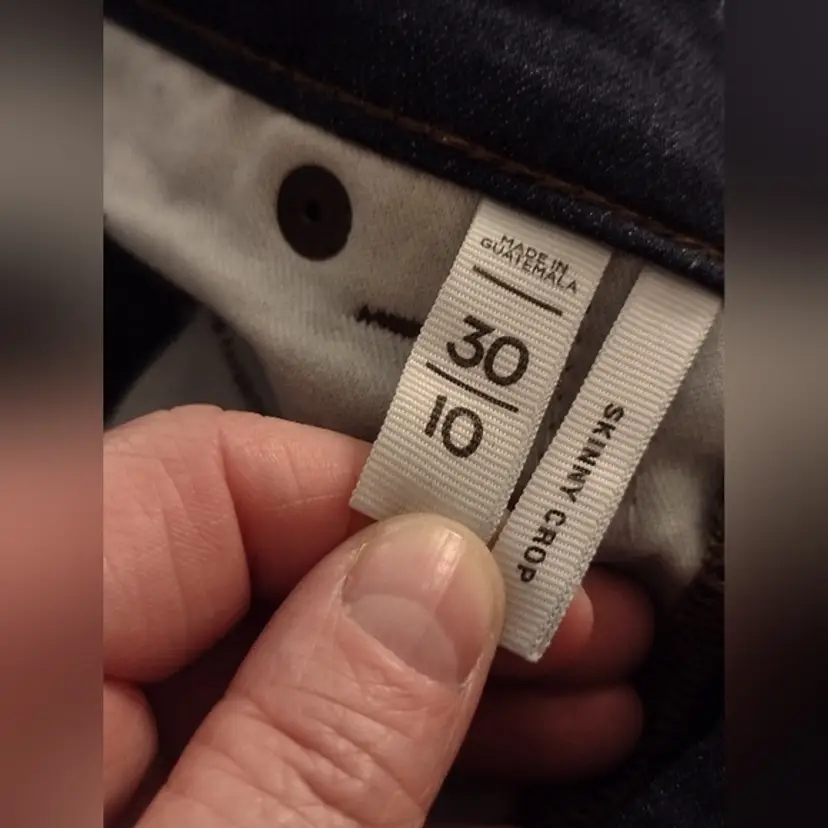 MADE IN
GUATEMALA
30
10
SKINNY CROP